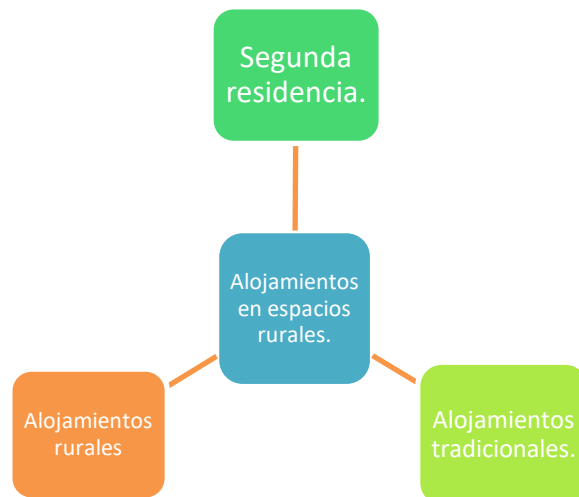 Segunda
residencia.
Alojamientos
en espacios
rurales.
Alojamientos
rurales
Alojamientos
tradicionales.